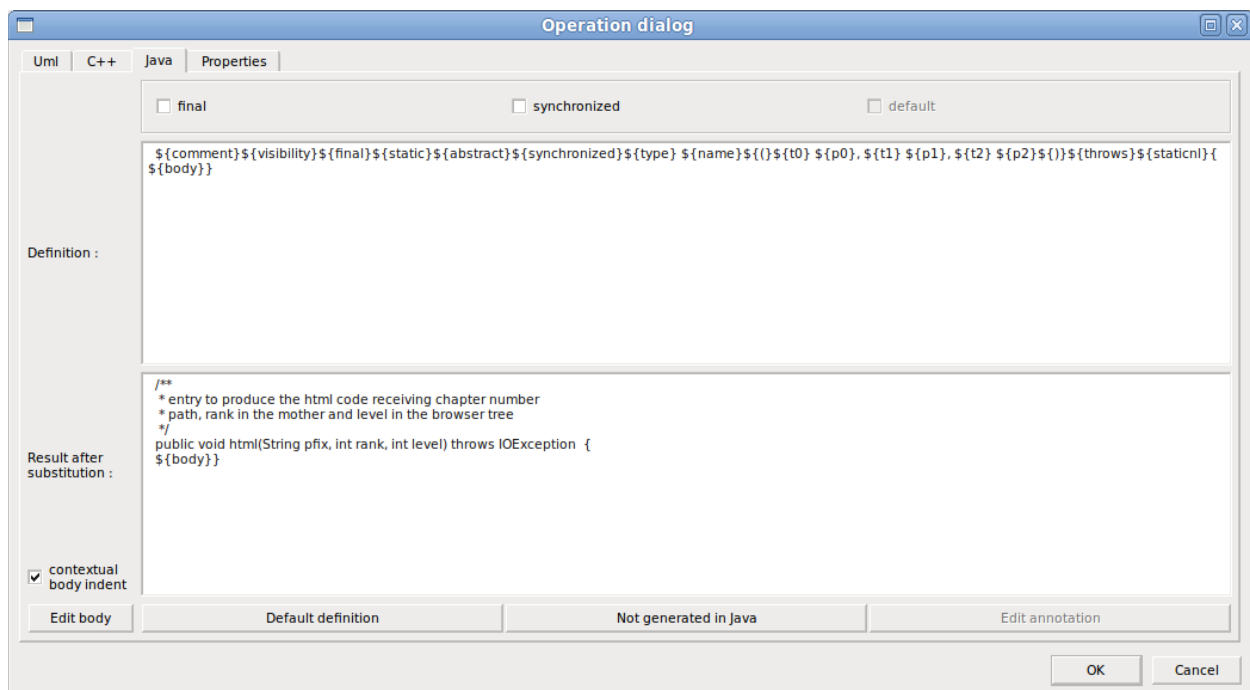 Operation dialog
Uml C++ Java Properties
final synchronized default
Definition :
${comment}${visibility}${final}${static}${abstract}${synchronized}${type} ${name}${(}${t0} ${p0}, ${t1} ${p1}, ${t2} ${p2}${)}${throws}${staticnl}{
${body}}
Result after
substitution :
/**
* entry to produce the html code receiving chapter number
* path, rank in the mother and level in the browser tree
*/
public void html(String pfix, int rank, int level) throws IOException  {
${body}}
contextual
body indent
Edit body Default definition Not generated in Java Edit annotation
OK Cancel